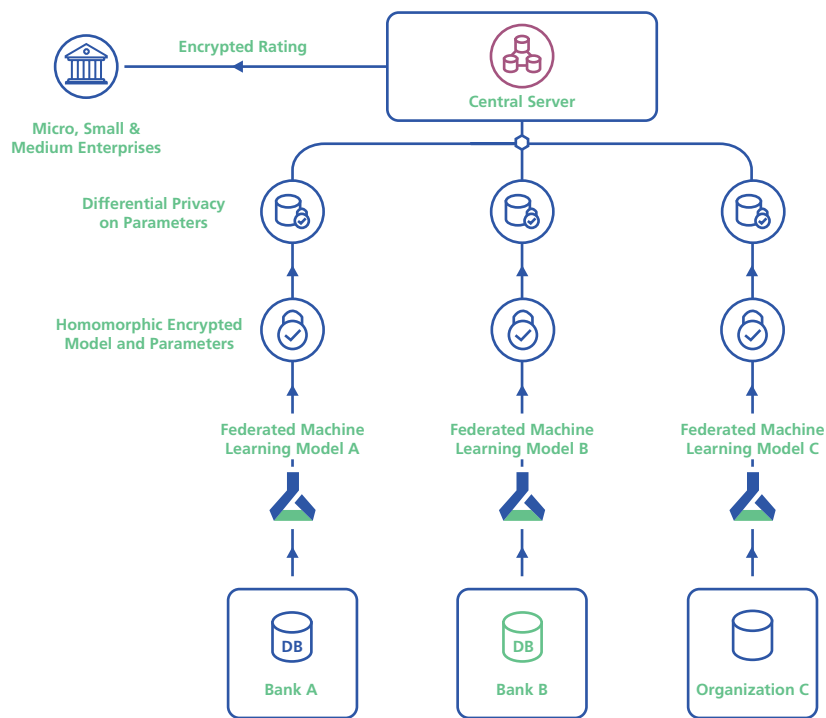 Encrypted Rating
Central Server
Micro, Small &
Medium Enterprises
Differential Privacy
on Parameters
Homomorphic Encrypted
Model and Parameters
Federated Machine
Learning Model A
Federated Machine
Learning Model B
Federated Machine
Learning Model C
DB
Bank A
DB
Bank B
Organization C